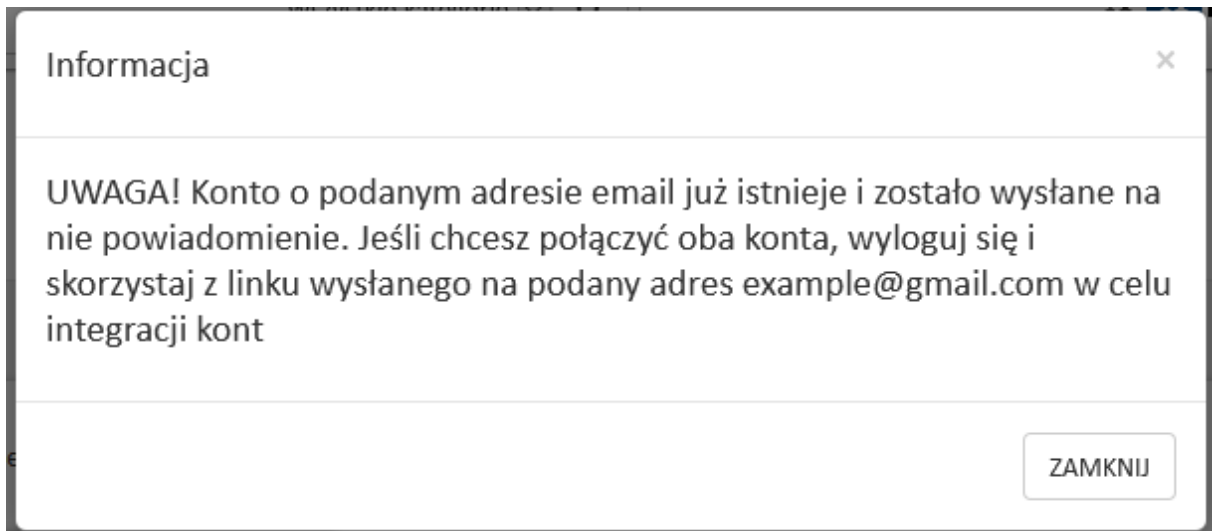 Informacja ×
UWAGA! Konto o podanym adresie email już istnieje i zostało wysłane na
nie powiadomienie. Jeśli chcesz połączyć oba konta, wyloguj się i
skorzystaj z linku wysłanego na podany adres example@gmail.com w celu
integracji kont
ZAMKNIJ